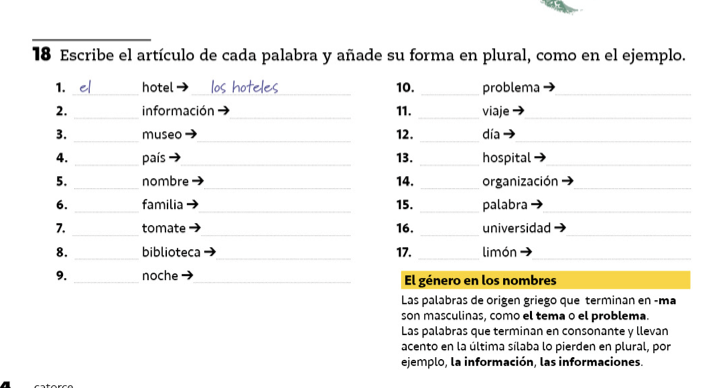 18 Escribe el artículo de cada palabra y añade su forma en plural, como en el ejemplo.
1. el hotel → los hoteles
2. información →
3. museo →
4. país →
5. nombre →
6. familia →
7. tomate →
8. biblioteca →
9. noche →
10. problema →
11. viaje →
12. día →
13. hospital →
14. organización →
15. palabra →
16. universidad →
17. limón →
El género en los nombres
Las palabras de origen griego que terminan en -ma
son masculinas, como el tema o el problema.
Las palabras que terminan en consonante y llevan
acento en la última sílaba lo pierden en plural, por
ejemplo, la información, las informaciones.